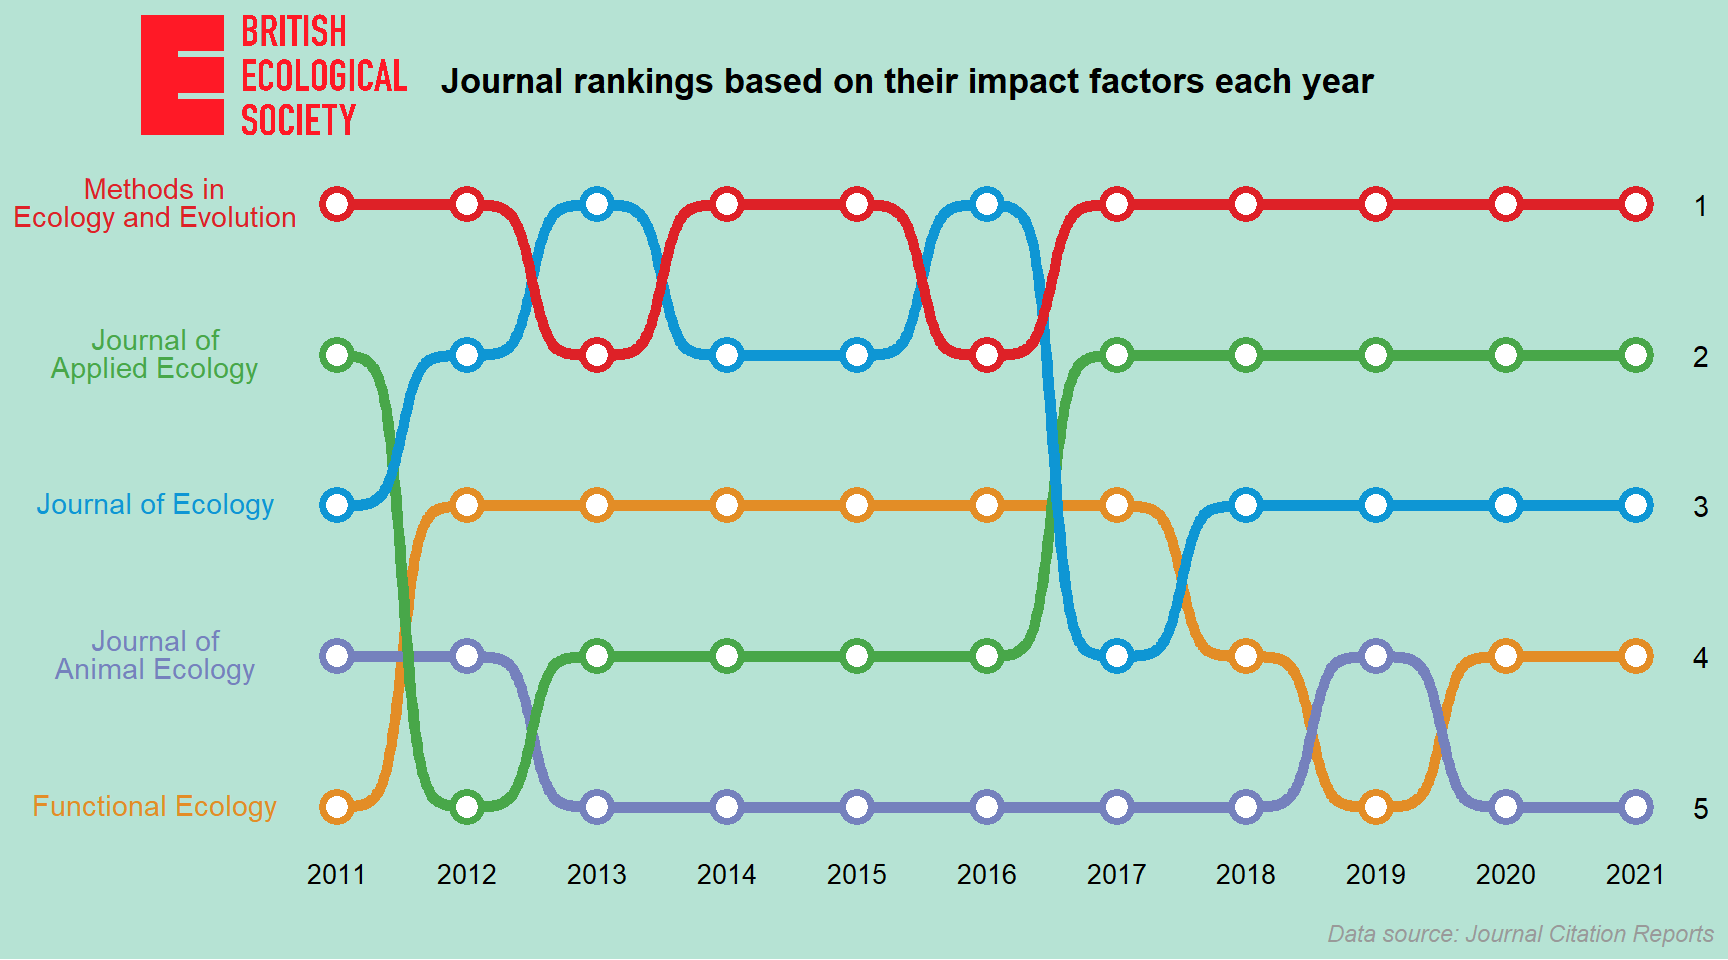 BRITISH
ECOLOGICAL
SOCIETY
Journal rankings based on their impact factors each year
Methods in
Ecology and Evolution
1
Journal of
Applied Ecology
2
Journal of Ecology
3
Journal of
Animal Ecology
4
Functional Ecology
5
2011 2012 2013 2014 2015 2016 2017 2018 2019 2020 2021
Data source: Journal Citation Reports